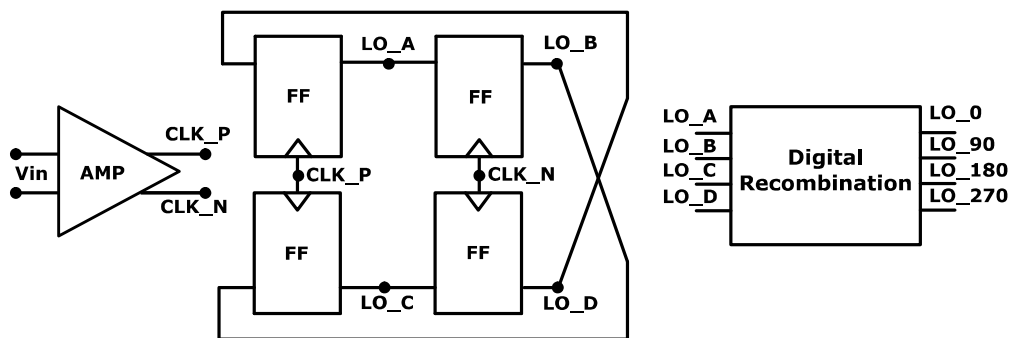 Vin
AMP
CLK_P
CLK_N
FF
LO_A
FF
LO_B
CLK_P
CLK_N
FF
LO_C
FF
LO_D
LO_A
LO_B
LO_C
LO_D
Digital
Recombination
LO_0
LO_90
LO_180
LO_270